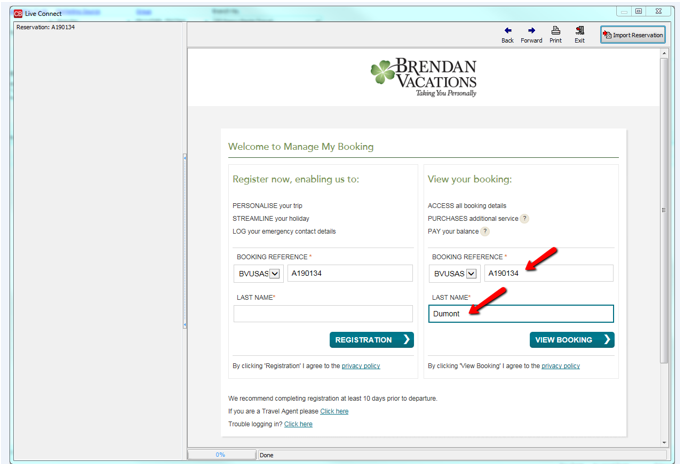 Live Connect
Reservation: A190134
Back Forward Print Exit Import Reservation
BRENDAN
VACATIONS
Taking You Personally
Welcome to Manage My Booking
Register now, enabling us to:
PERSONALISE your trip
STREAMLINE your holiday
LOG your emergency contact details
BOOKING REFERENCE *
BVUSAS A190134
LAST NAME*
REGISTRATION
By clicking 'Registration' I agree to the privacy policy
View your booking:
ACCESS all booking details
PURCHASES additional service ?
PAY your balance ?
BOOKING REFERENCE *
BVUSAS A190134
LAST NAME*
Dumont
VIEW BOOKING
By clicking 'View Booking' I agree to the privacy policy
We recommend completing registration at least 10 days prior to departure.
If you are a Travel Agent please Click here
Trouble logging in? Click here
0% Done